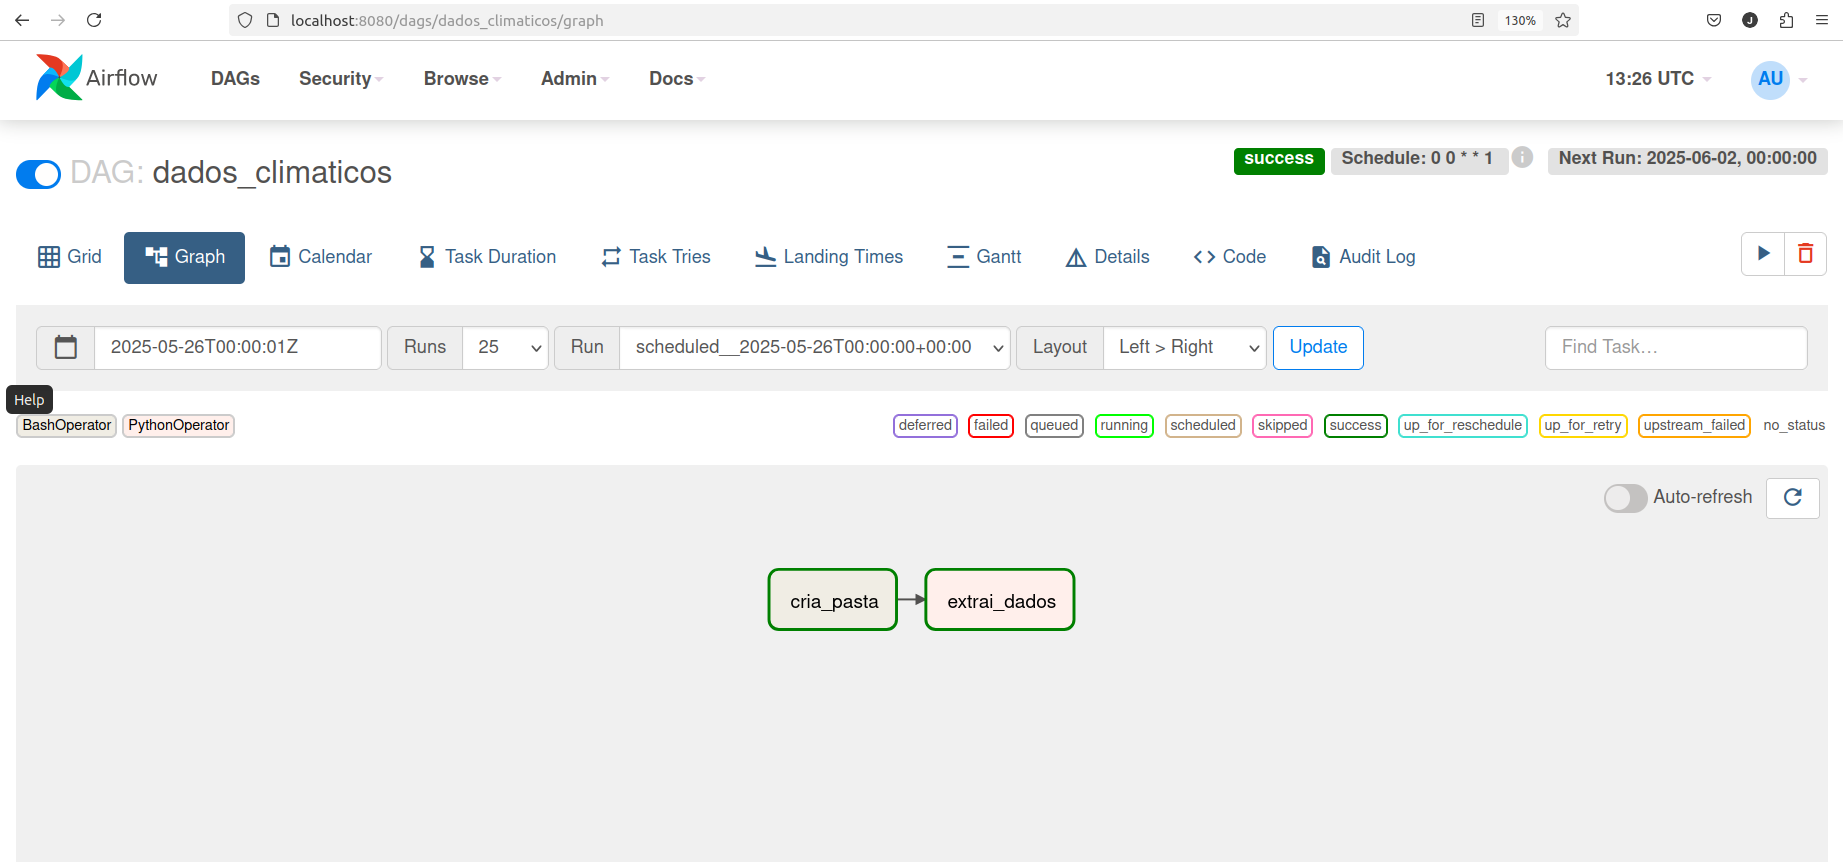 localhost:8080/dags/dados_climaticos/graph 130% J
Airflow DAGs Security Browse Admin Docs 13:26 UTC AU
DAG: dados_climaticos success Schedule: 0 0 * * 1 i Next Run: 2025-06-02, 00:00:00
Grid Graph Calendar Task Duration Task Tries Landing Times Gantt Details Code Audit Log
2025-05-26T00:00:01Z Runs 25 Run scheduled__2025-05-26T00:00:00+00:00 Layout Left > Right Update Find Task...
Help
BashOperator PythonOperator deferred failed queued running scheduled skipped success up_for_reschedule up_for_retry upstream_failed no_status
Auto-refresh
cria_pasta extrai_dados